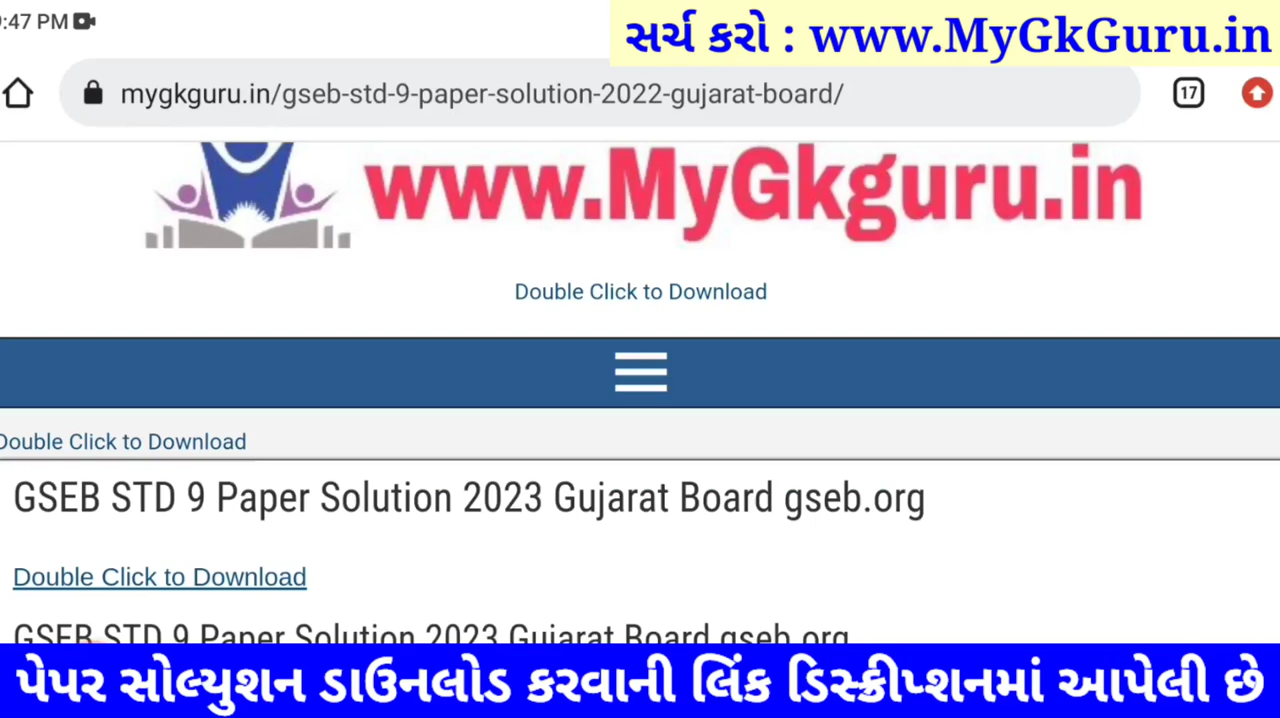 :47 PM
સર્ચ કરો : www.MyGkGuru.in
mygkguru.in/gseb-std-9-paper-solution-2022-gujarat-board/
17
www.MyGkguru.in
Double Click to Download
Double Click to Download
GSEB STD 9 Paper Solution 2023 Gujarat Board gseb.org
Double Click to Download
GSEB STD 9 Paper Solution 2023 Gujarat Board gseb.org
પેપર સોલ્યુશન ડાઉનલોડ કરવાની લિંક ડિસ્ક્રીપ્શનમાં આપેલી છે